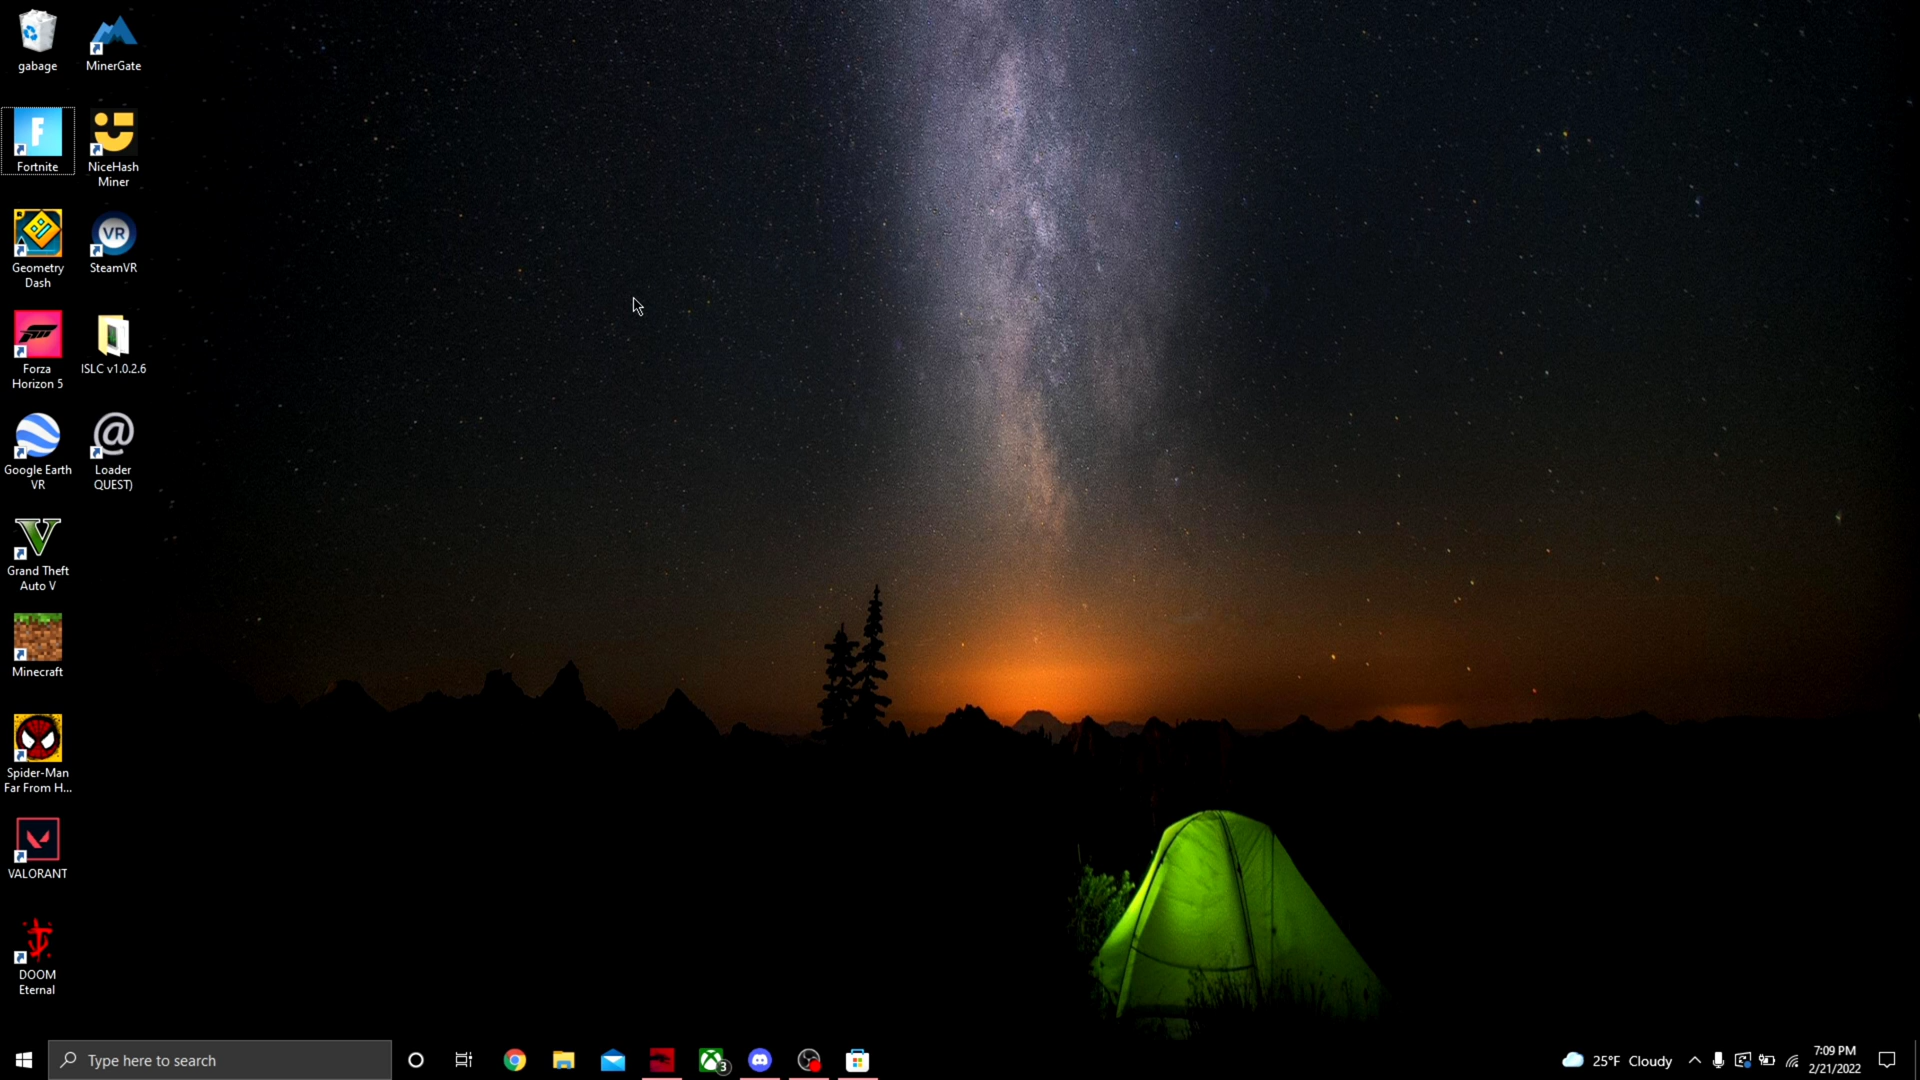 gabage
MinerGate
Fortnite
NiceHash
Miner
Geometry
Dash
VR
SteamVR
Forza
Horizon 5
ISLC v1.0.2.6
Google Earth
VR
@
Loader
QUEST)
Grand Theft
Auto V
Minecraft
Spider-Man
Far From H...
VALORANT
DOOM
Eternal
Type here to search
3
25°F Cloudy
7:09 PM
2/21/2022